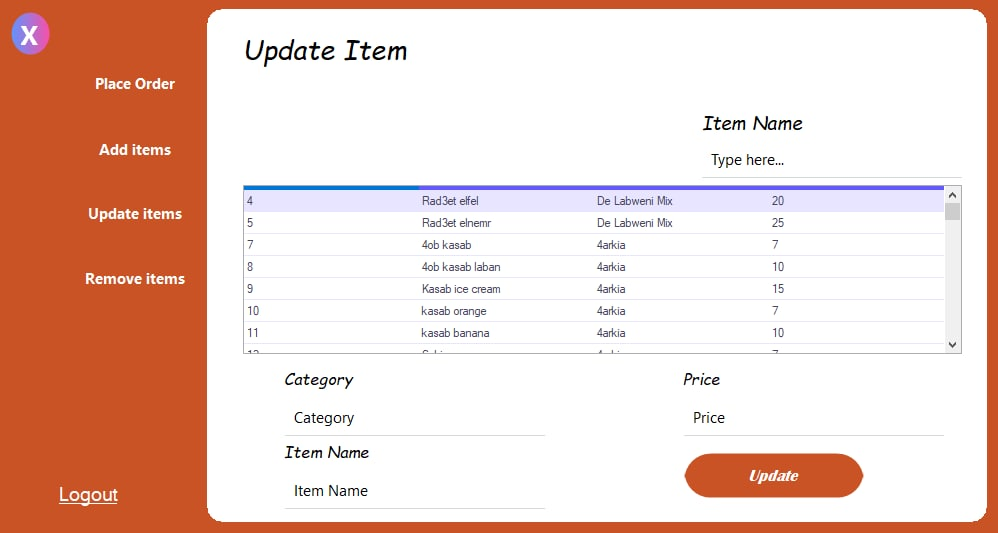 X
Place Order
Add items
Update items
Remove items
Logout
Update Item
Item Name
Type here...
4 Rad3et elfel De Labweni Mix 20
5 Rad3et elnemr De Labweni Mix 25
7 4ob kasab 4arkia 7
8 4ob kasab laban 4arkia 10
9 Kasab ice cream 4arkia 15
10 kasab orange 4arkia 7
11 kasab banana 4arkia 10
Category
Category
Price
Price
Item Name
Item Name
Update